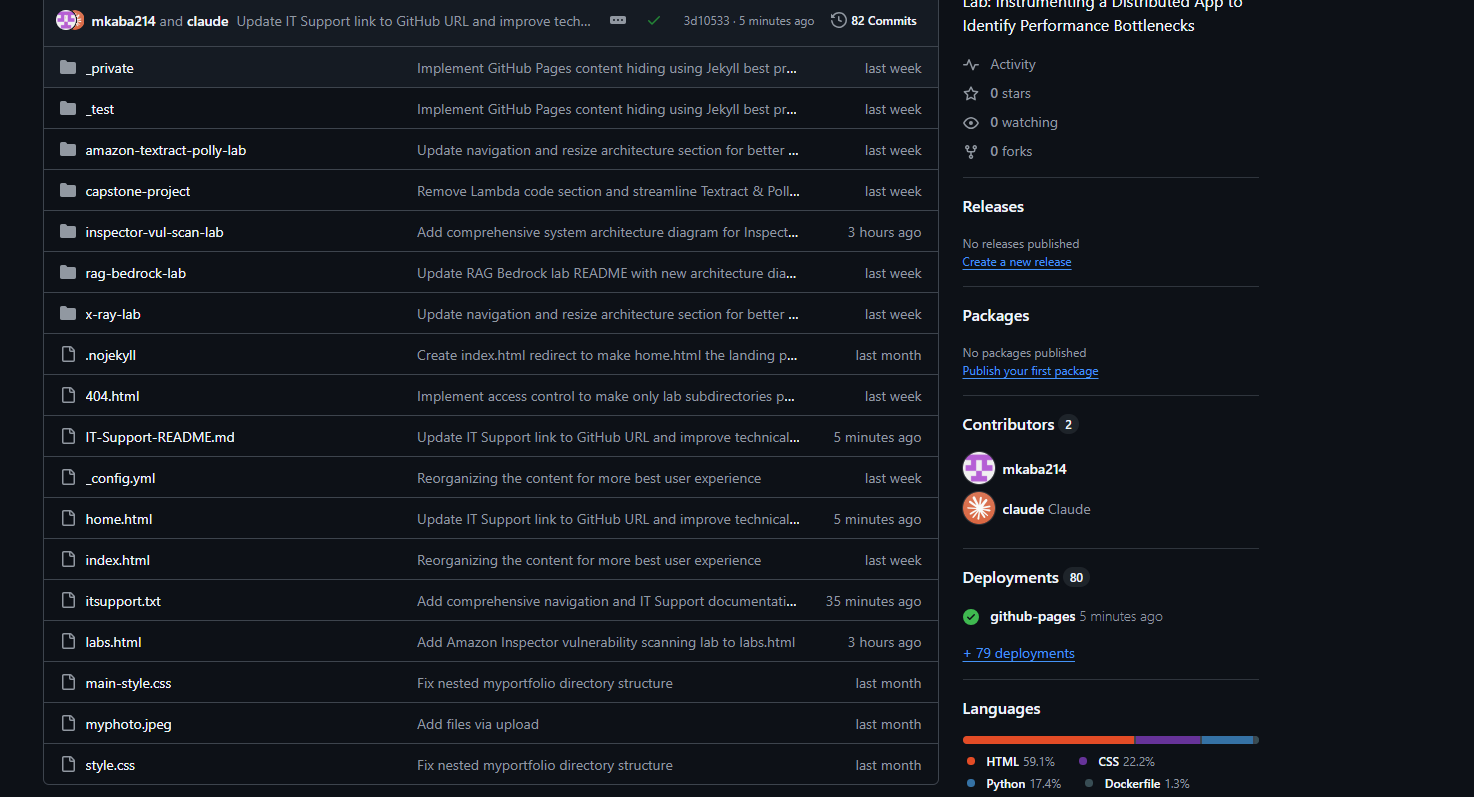 Lab: Instrumenting a Distributed App to
Identify Performance Bottlenecks
mkaba214 and claude Update IT Support link to GitHub URL and improve tech... 3d10533 · 5 minutes ago 82 Commits
_private Implement GitHub Pages content hiding using Jekyll best pr... last week
_test Implement GitHub Pages content hiding using Jekyll best pr... last week
amazon-textract-polly-lab Update navigation and resize architecture section for better ... last week
capstone-project Remove Lambda code section and streamline Textract & Poll... last week
inspector-vul-scan-lab Add comprehensive system architecture diagram for Inspect... 3 hours ago
rag-bedrock-lab Update RAG Bedrock lab README with new architecture dia... last week
x-ray-lab Update navigation and resize architecture section for better ... last week
.nojekyll Create index.html redirect to make home.html the landing p... last month
404.html Implement access control to make only lab subdirectories p... last week
IT-Support-README.md Update IT Support link to GitHub URL and improve technical... 5 minutes ago
_config.yml Reorganizing the content for more best user experience last week
home.html Update IT Support link to GitHub URL and improve technical... 5 minutes ago
index.html Reorganizing the content for more best user experience last week
itsupport.txt Add comprehensive navigation and IT Support documentati... 35 minutes ago
labs.html Add Amazon Inspector vulnerability scanning lab to labs.html 3 hours ago
main-style.css Fix nested myportfolio directory structure last month
myphoto.jpeg Add files via upload last month
style.css Fix nested myportfolio directory structure last month
Activity
0 stars
0 watching
0 forks
Releases
No releases published
Create a new release
Packages
No packages published
Publish your first package
Contributors 2
mkaba214
claude Claude
Deployments 80
github-pages 5 minutes ago
+ 79 deployments
Languages
HTML 59.1% CSS 22.2%
Python 17.4% Dockerfile 1.3%